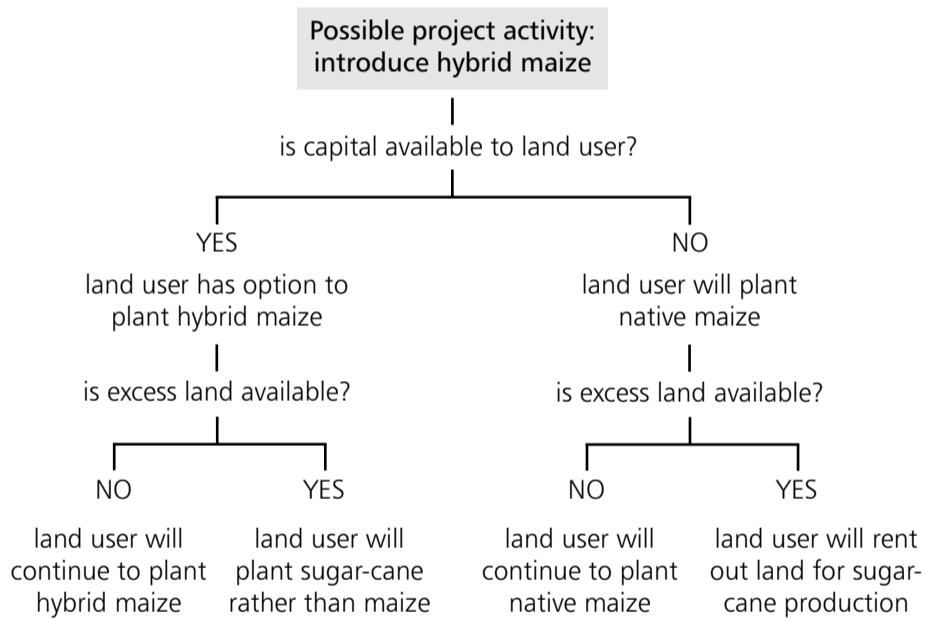 Possible project activity:
introduce hybrid maize
is capital available to land user?
YES
land user has option to
plant hybrid maize
is excess land available?
NO
land user will
continue to plant
hybrid maize
YES
land user will
plant sugar-cane
rather than maize
NO
land user will plant
native maize
is excess land available?
NO
land user will
continue to plant
native maize
YES
land user will rent
out land for sugar-
cane production